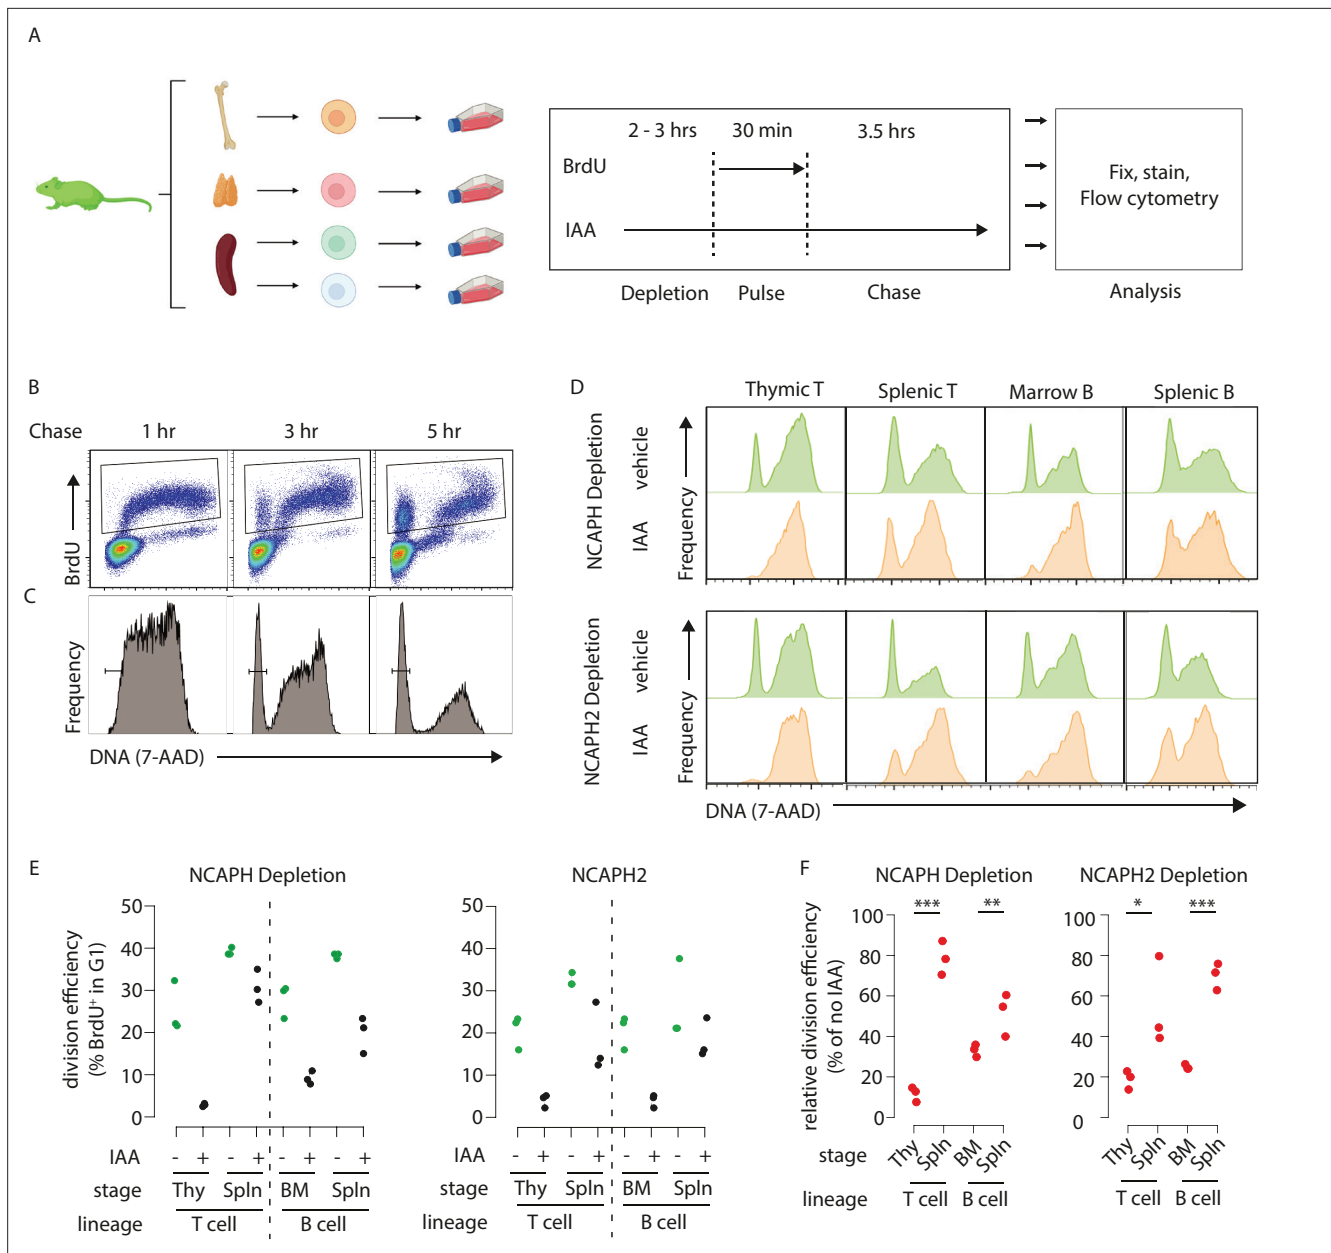 A
2 - 3 hrs 30 min 3.5 hrs
BrdU
IAA
Depletion Pulse Chase
Fix, stain,
Flow cytometry
Analysis
B
Chase 1 hr 3 hr 5 hr
BrdU
C
Frequency
DNA (7-AAD)
D
Thymic T Splenic T Marrow B Splenic B
NCAPH Depletion
vehicle
IAA
Frequency
NCAPH2 Depletion
vehicle
IAA
Frequency
DNA (7-AAD)
E
NCAPH Depletion
division efficiency
(% BrdU+ in G1)
50
40
30
20
10
0
IAA - + - + - + - +
stage Thy Spln BM Spln
lineage T cell B cell
NCAPH2
50
40
30
20
10
0
IAA - + - + - + - +
stage Thy Spln BM Spln
lineage T cell B cell
F
NCAPH Depletion
relative division efficiency
(% of no IAA)
*** **
100
80
60
40
20
0
stage Thy Spln BM Spln
lineage T cell B cell
NCAPH2 Depletion
* ***
100
80
60
40
20
0
Thy Spln BM Spln
T cell B cell